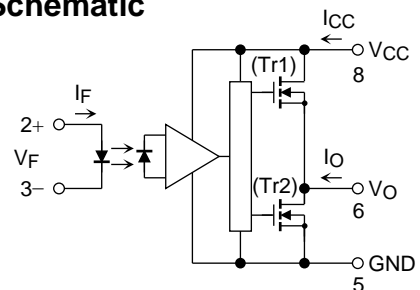 Schematic
ICC
(Tr1)
VCC
8
IF
2+
VF
3−
IO
(Tr2)
VO
6
GND
5